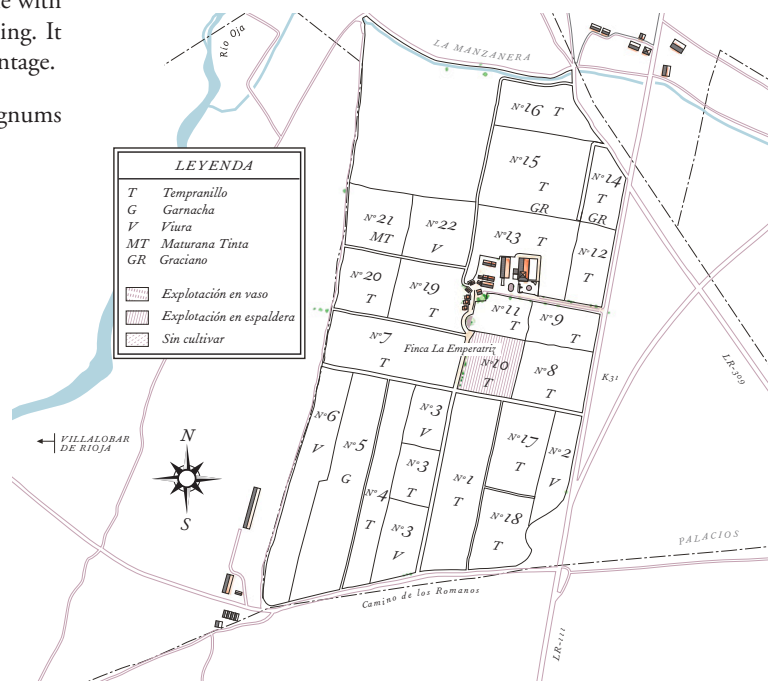 e with
ing. It
ntage.
gnums
Río Oja
LA MANZANERA
LEYENDA
T Tempranillo
G Garnacha
V Viura
MT Maturana Tinta
GR Graciano
Explotación en vaso
Explotación en espaldera
Sin cultivar
Nº16 T
Nº15
T
GR
Nº14
T
GR
Nº21
MT
Nº22
V
Nº13 T
Nº12
T
Nº20
T
Nº19
T
Nº11
T
Nº9
T
Nº7
T
Finca La Emperatriz
Nº10
T
Nº8
T
K31
LR-309
Nº6
V
Nº5
G
Nº4
T
Nº3
V
Nº3
T
Nº3
V
Nº1
T
Nº17
T
Nº2
V
Nº18
T
VILLALOBAR
DE RIOJA
N
S
PALACIOS
Camino de los Romanos
LR-111